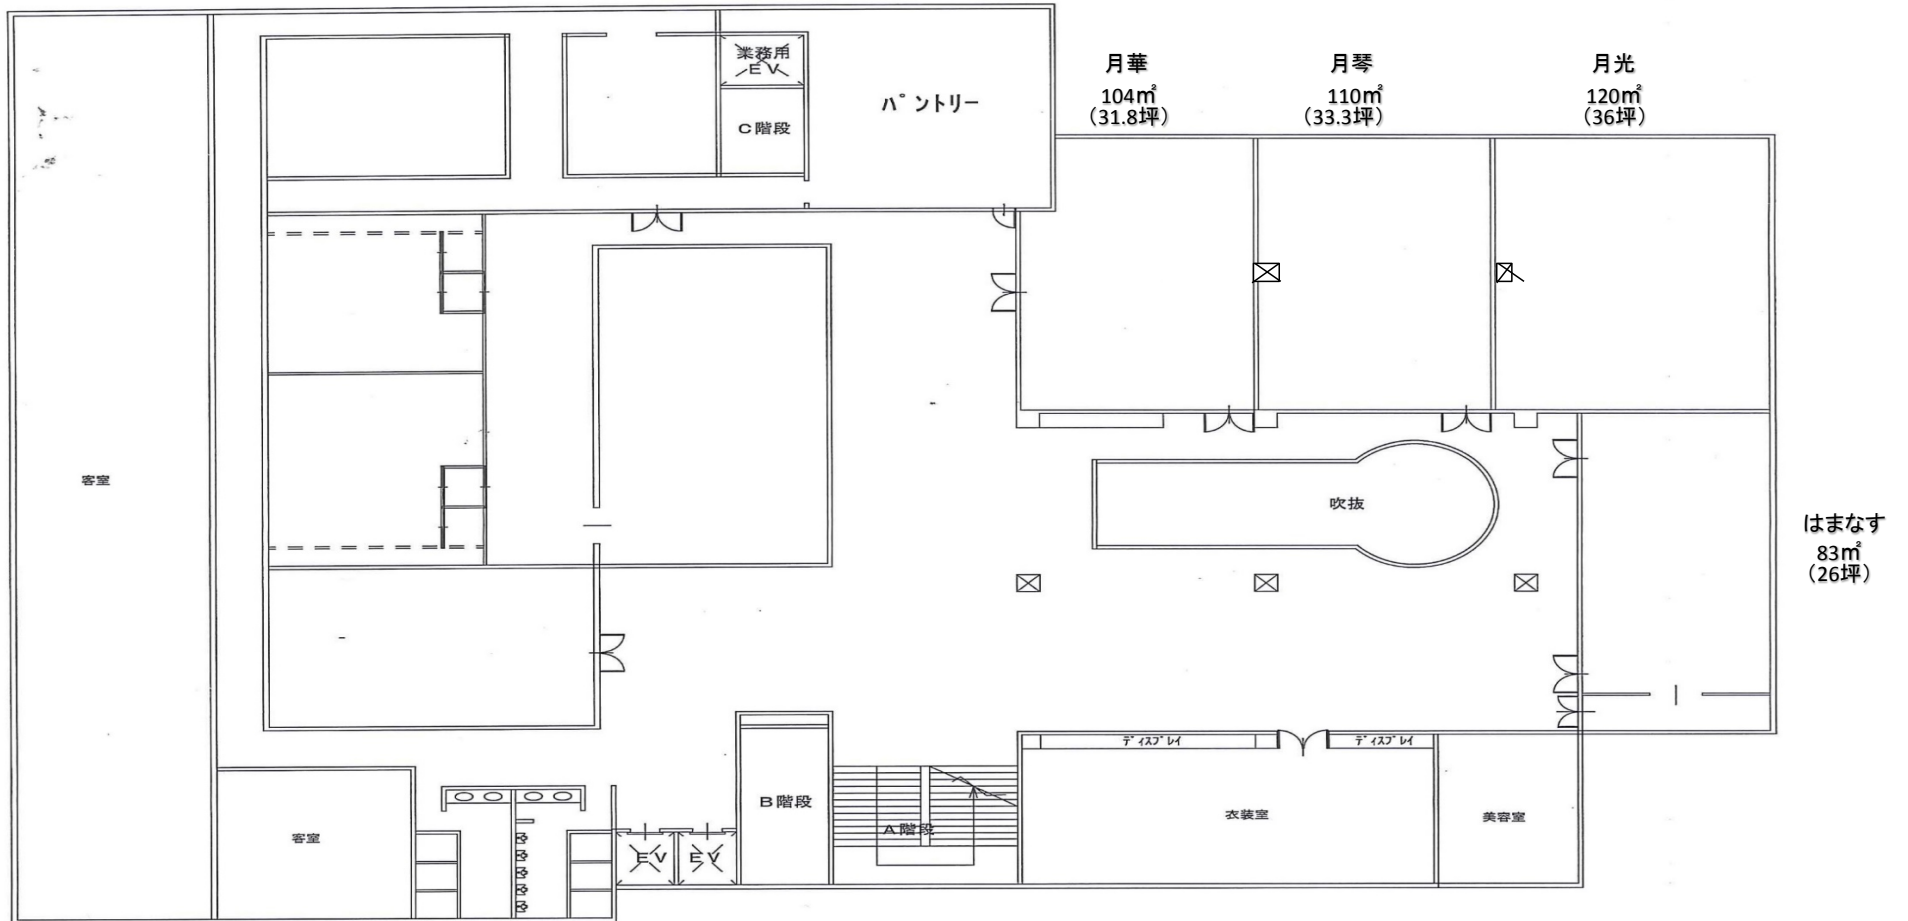 業務用
EV
C階段
パントリー
月華
104㎡
（31.8坪）
月琴
110㎡
（33.3坪）
月光
120㎡
（36坪）
客室
吹抜
はまなす
83㎡
（26坪）
ディスプレイ
ディスプレイ
B階段
A階段
衣装室
美容室
客室
EV
EV